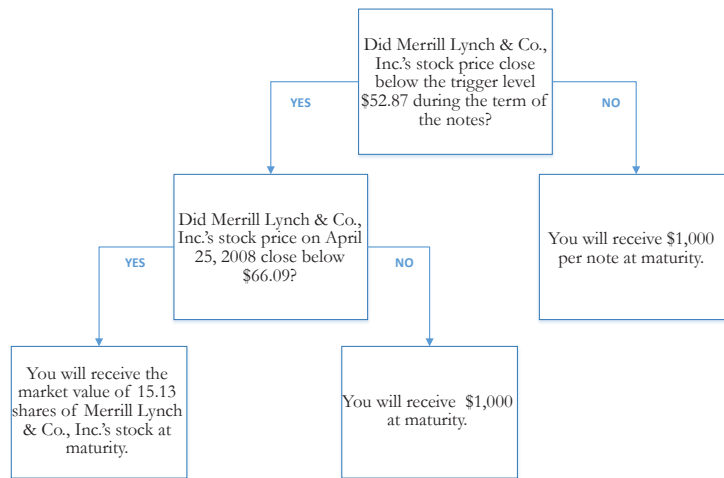 Did Merrill Lynch & Co.,
Inc.'s stock price close
below the trigger level
$52.87 during the term of
the notes?
YES
NO
Did Merrill Lynch & Co.,
Inc.'s stock price on April
25, 2008 close below
$66.09?
You will receive $1,000
per note at maturity.
YES
NO
You will receive the
market value of 15.13
shares of Merrill Lynch
& Co., Inc.'s stock at
maturity.
You will receive $1,000
at maturity.